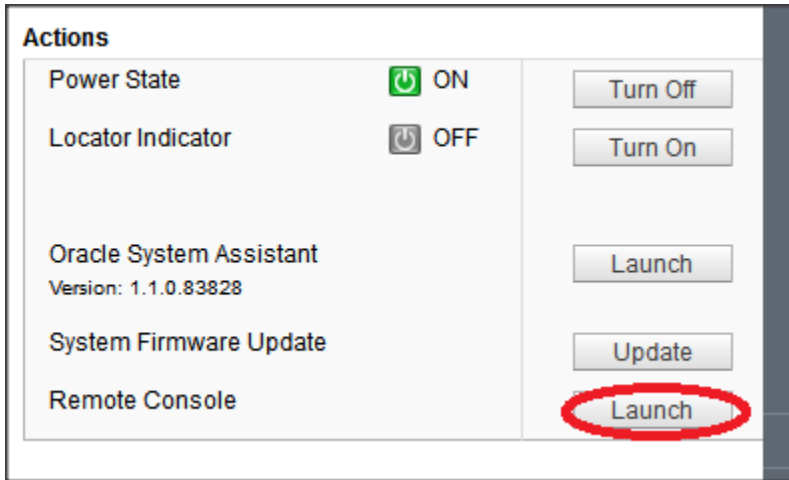 Actions
Power State ON Turn Off
Locator Indicator OFF Turn On
Oracle System Assistant Launch
Version: 1.1.0.83828
System Firmware Update Update
Remote Console Launch